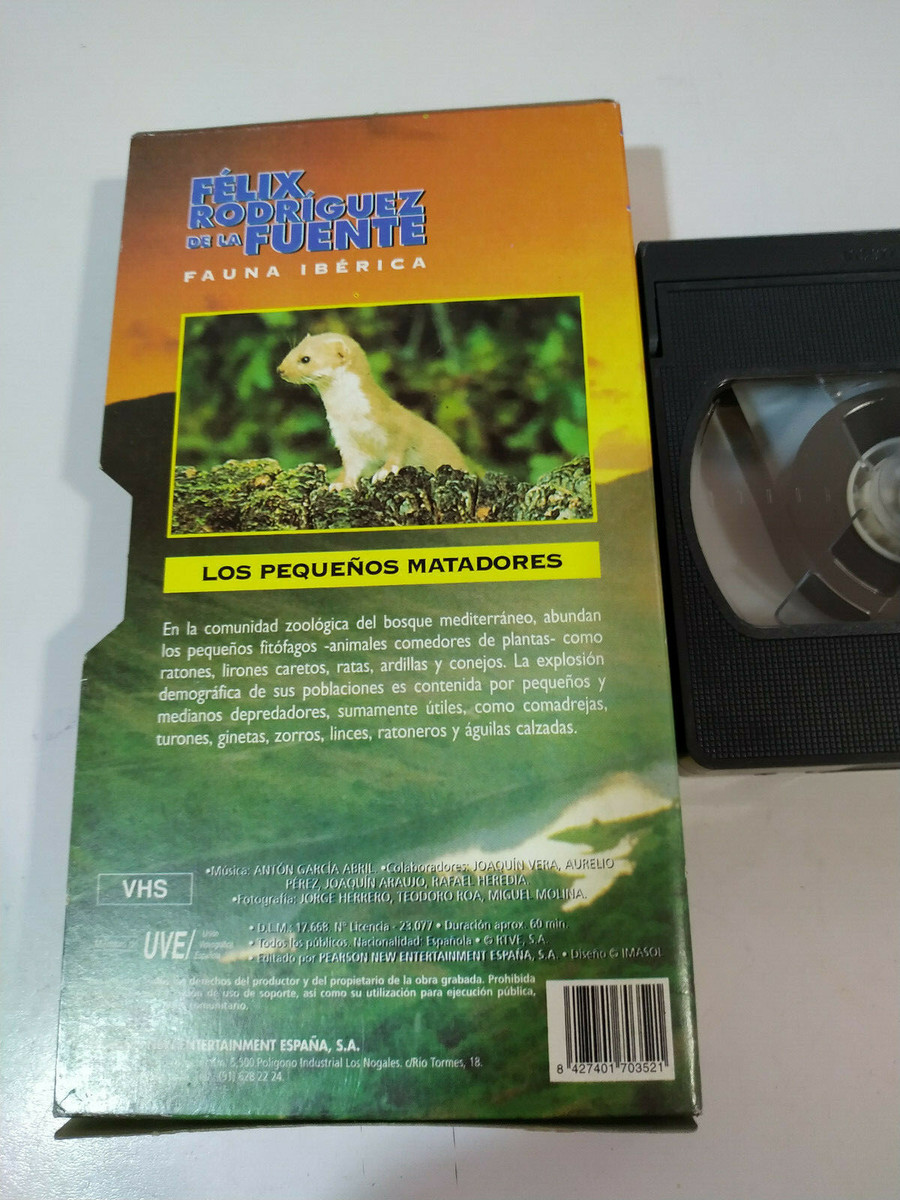 FÉLIX
RODRÍGUEZ
DE LA FUENTE
FAUNA IBÉRICA
LOS PEQUEÑOS MATADORES
En la comunidad zoológica del bosque mediterráneo, abundan
los pequeños fitófagos -animales comedores de plantas- como
ratones, lirones caretos, ratas, ardillas y conejos. La explosión
demográfica de sus poblaciones es contenida por pequeños y
medianos depredadores, sumamente útiles, como comadrejas,
turones, ginetas, zorros, linces, ratoneros y águilas calzadas.
•Música: ANTÓN GARCÍA ABRIL. •Colaboradores: JOAQUÍN VERA, AURELIO
PÉREZ, JOAQUÍN ARAUJO, RAFAEL HEREDIA.
•Fotografía: JORGE HERRERO, TEODORO ROA, MIGUEL MOLINA.
VHS
• D.L.M.: 17.668 Nº Licencia - 23.077 • Duración aprox. 60 min.
• Todos los públicos. Nacionalidad: Española • © RTVE, S.A.
• Editado por PEARSON NEW ENTERTAINMENT ESPAÑA, S.A. • Diseño © IMASOL
UVE/ Unión Videográfica Española
derechos del productor y del propietario de la obra grabada. Prohibida
de uso de soporte, así como su utilización para ejecución pública,
ENTERTAINMENT ESPAÑA, S.A.
5,500 Polígono Industrial Los Nogales. c/Río Tormes, 18.
628 22 24
8 427401 703521